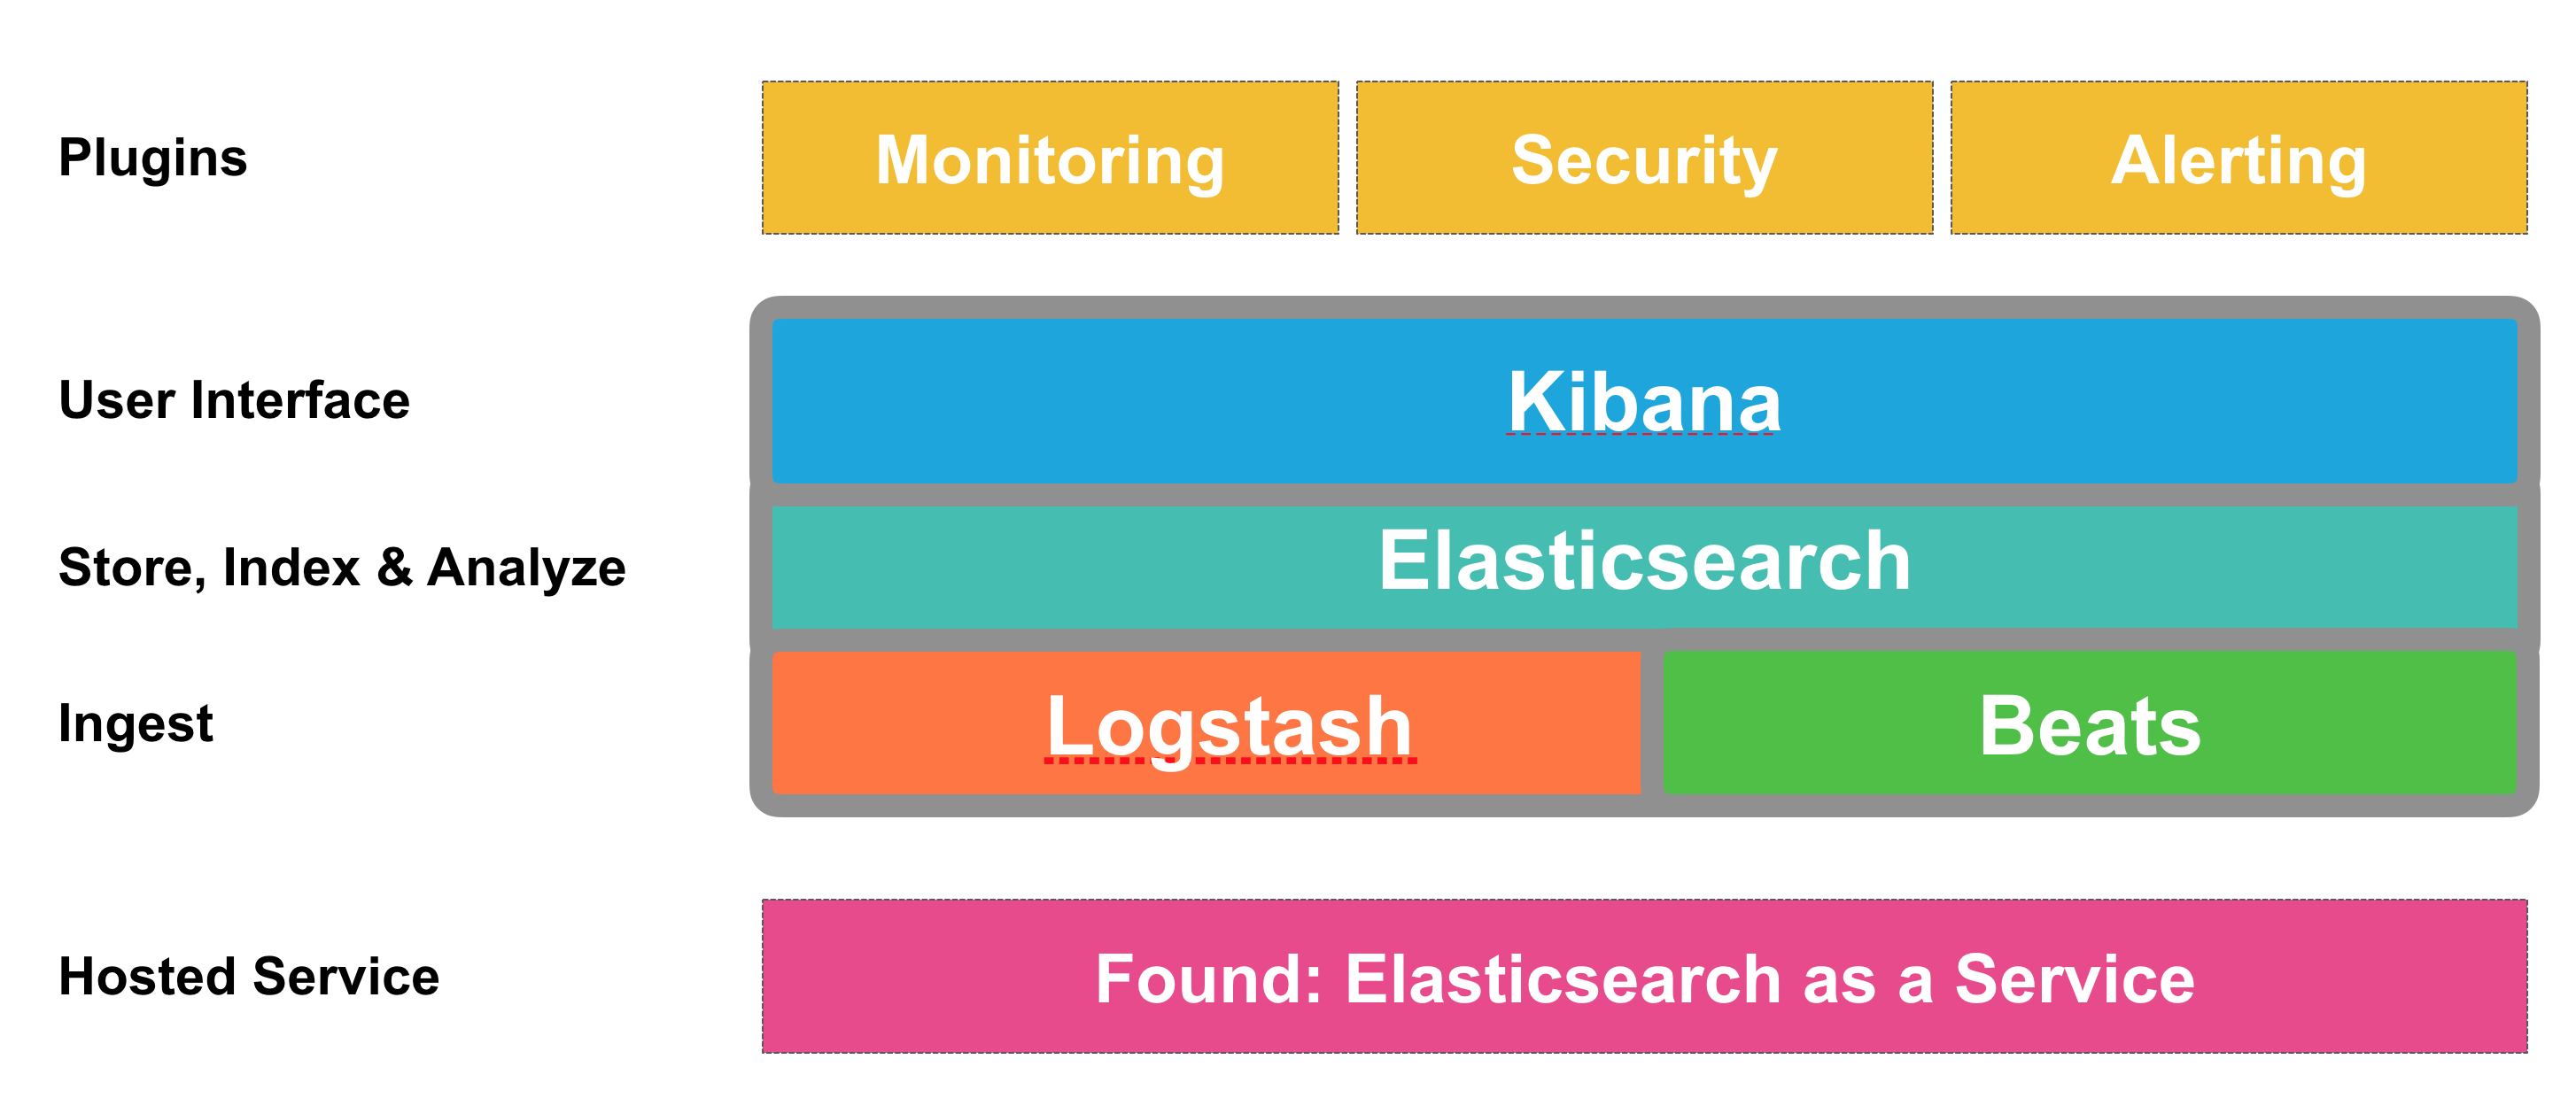 Plugins
Monitoring
Security
Alerting
User Interface
Kibana
Store, Index & Analyze
Elasticsearch
Ingest
Logstash
Beats
Hosted Service
Found: Elasticsearch as a Service